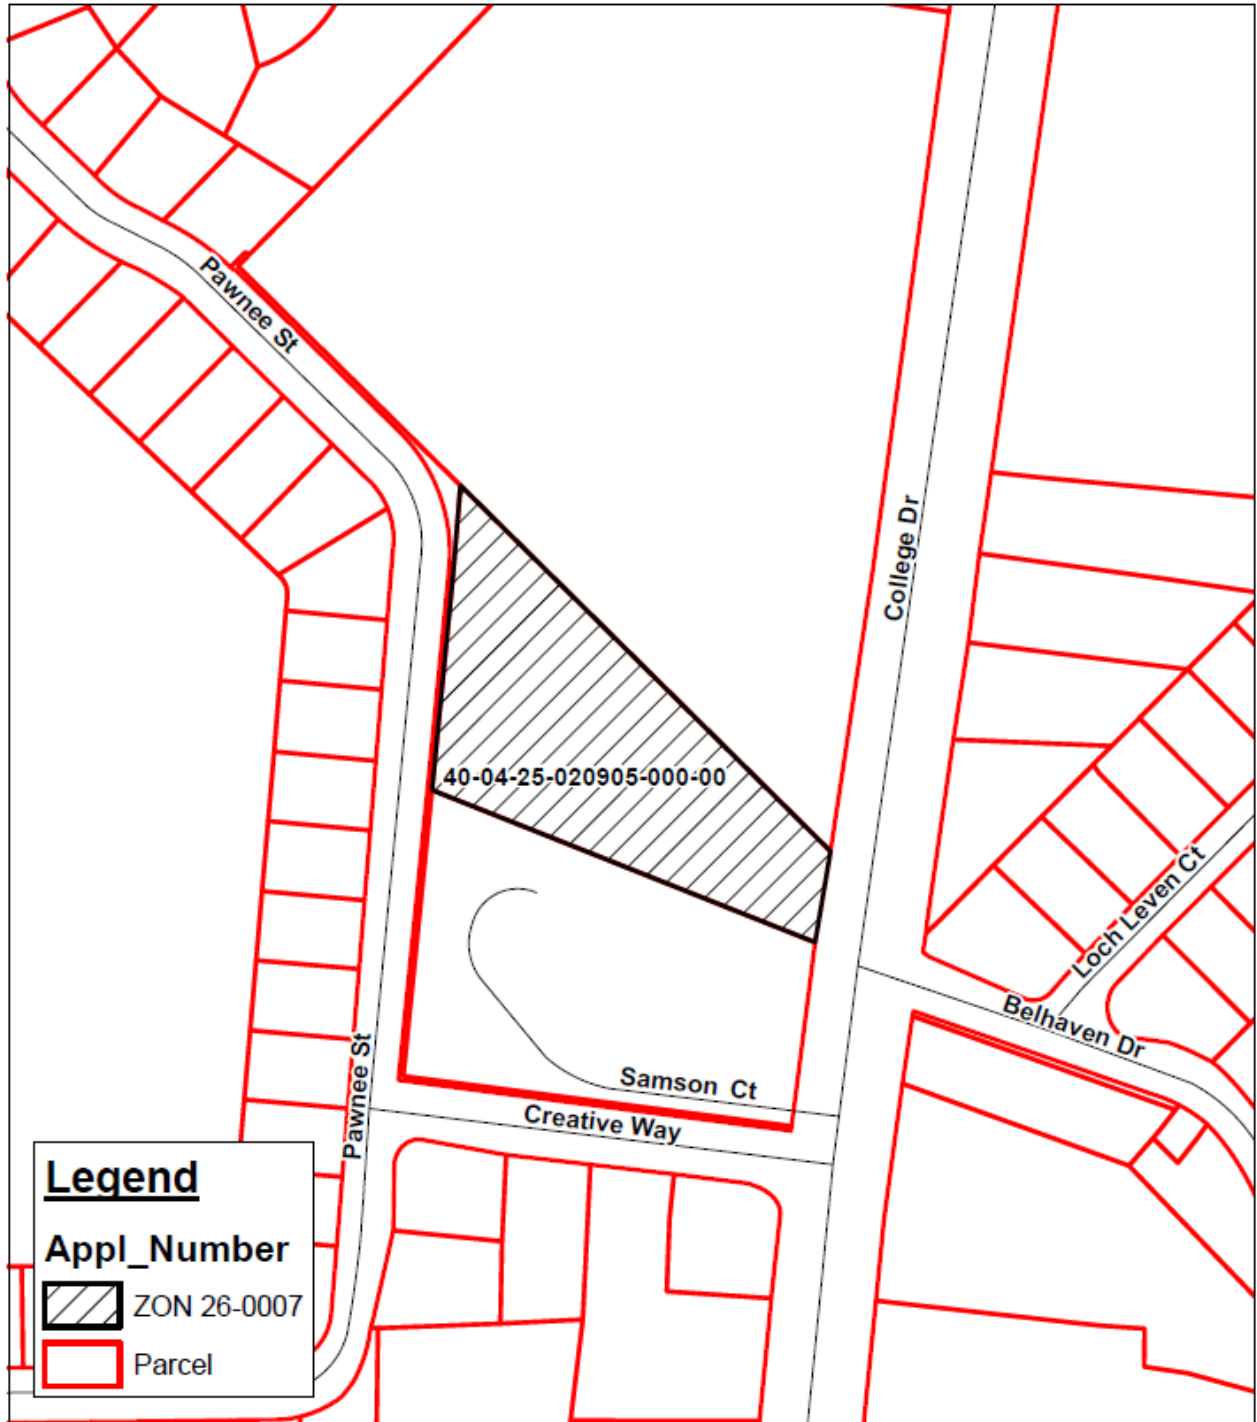 Pawnee St
College Dr
40-04-25-020905-000-00
Loch Leven Ct
Belhaven Dr
Samson Ct
Creative Way
Pawnee St
Legend
Appl_Number
ZON 26-0007
Parcel